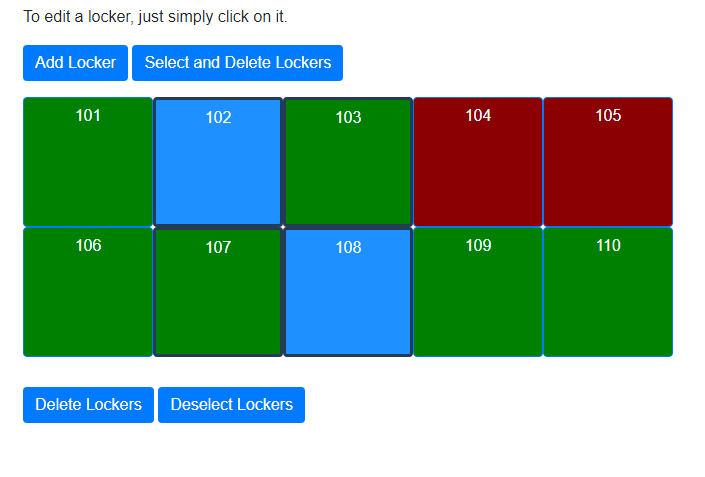 To edit a locker, just simply click on it.
Add Locker Select and Delete Lockers
101 102 103 104 105
106 107 108 109 110
Delete Lockers Deselect Lockers